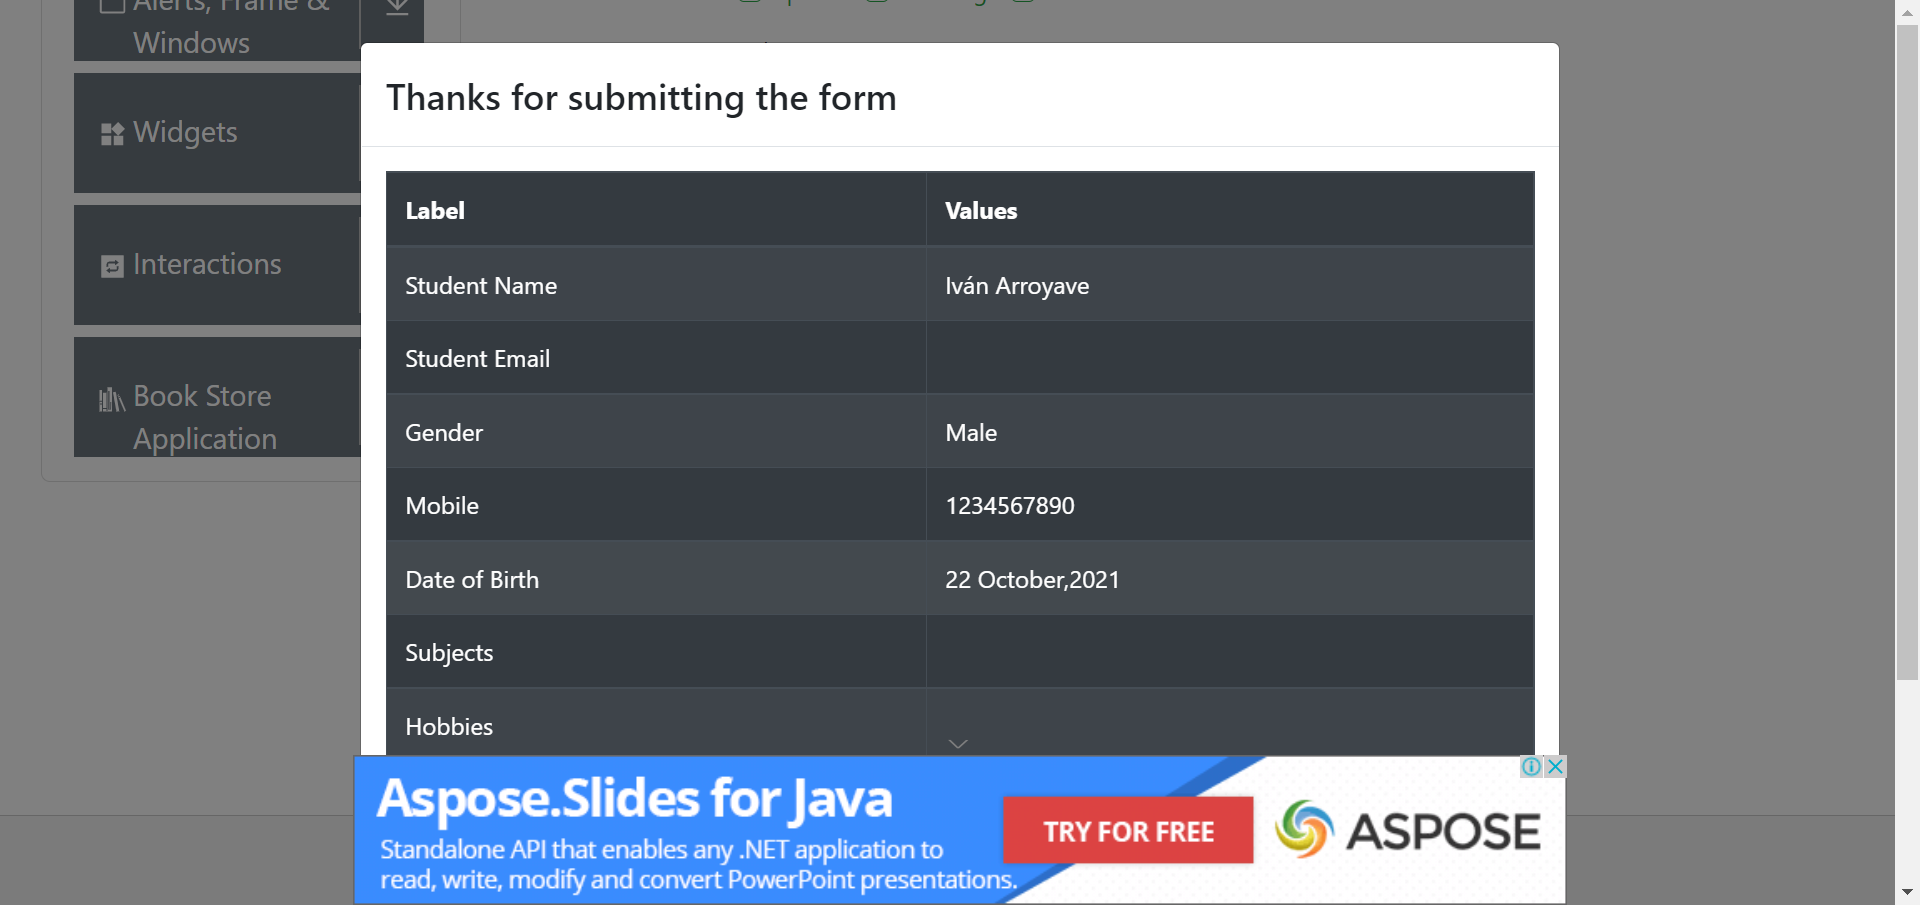 Alerts, Frame &
Windows
Widgets
Interactions
Book Store
Application
Thanks for submitting the form
Label Values
Student Name Iván Arroyave
Student Email
Gender Male
Mobile 1234567890
Date of Birth 22 October,2021
Subjects
Hobbies
Aspose.Slides for Java
Standalone API that enables any .NET application to
read, write, modify and convert PowerPoint presentations.
TRY FOR FREE
ASPOSE